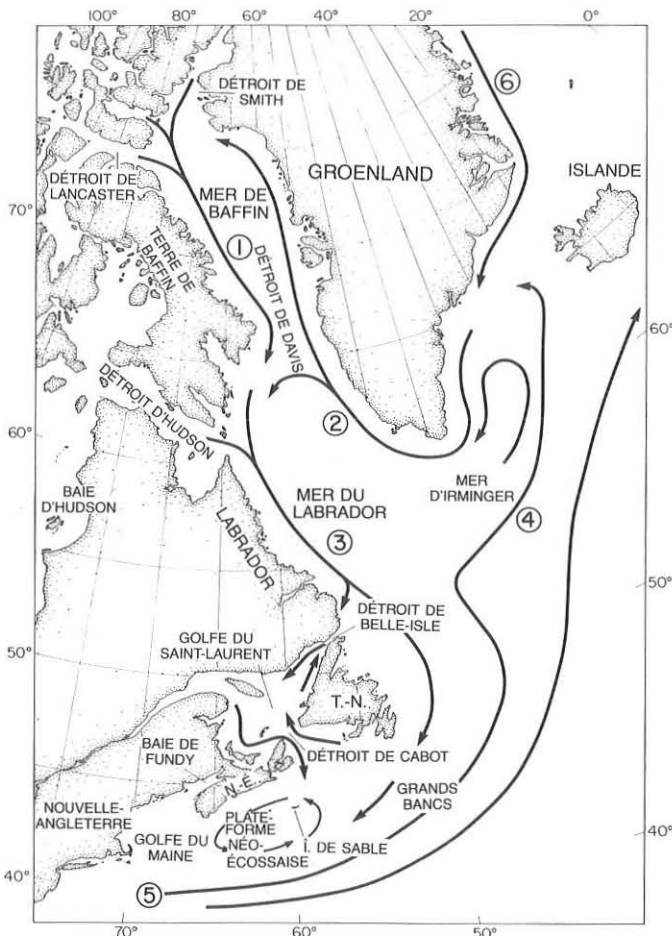 100° 80° 60° 40° 20° 10° 0°
DÉTROIT DE
SMITH
⑥
GROENLAND
ISLANDE
DÉTROIT DE
LANCASTER
MER DE
BAFFIN
70°
TERRE DE
BAFFIN
①
DÉTROIT DE DAVIS
60°
DÉTROIT D'HUDSON
②
60°
MER
D'IRMINGER
④
BAIE
D'HUDSON
MER DU
LABRADOR
③
LABRADOR
50°
DÉTROIT DE
BELLE-ISLE
GOLFE DU
SAINT-LAURENT
50°
T.-N.
BAIE DE
FUNDY
DÉTROIT DE CABOT
N.-É.
GRANDS
BANCS
NOUVELLE-
ANGLETERRE
PLATE-
FORME
NÉO-
ÉCOSSAISE
GOLFE DU
MAINE
Î. DE SABLE
40°
40°
⑤
70° 60° 50°